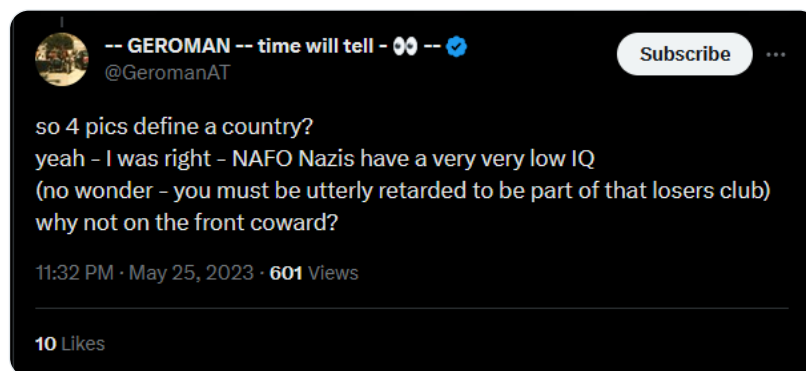 -- GEROMAN -- time will tell - 👀 --
@GeromanAT
Subscribe
so 4 pics define a country?
yeah - I was right - NAFO Nazis have a very very low IQ
(no wonder - you must be utterly retarded to be part of that losers club)
why not on the front coward?
11:32 PM · May 25, 2023 · 601 Views
10 Likes